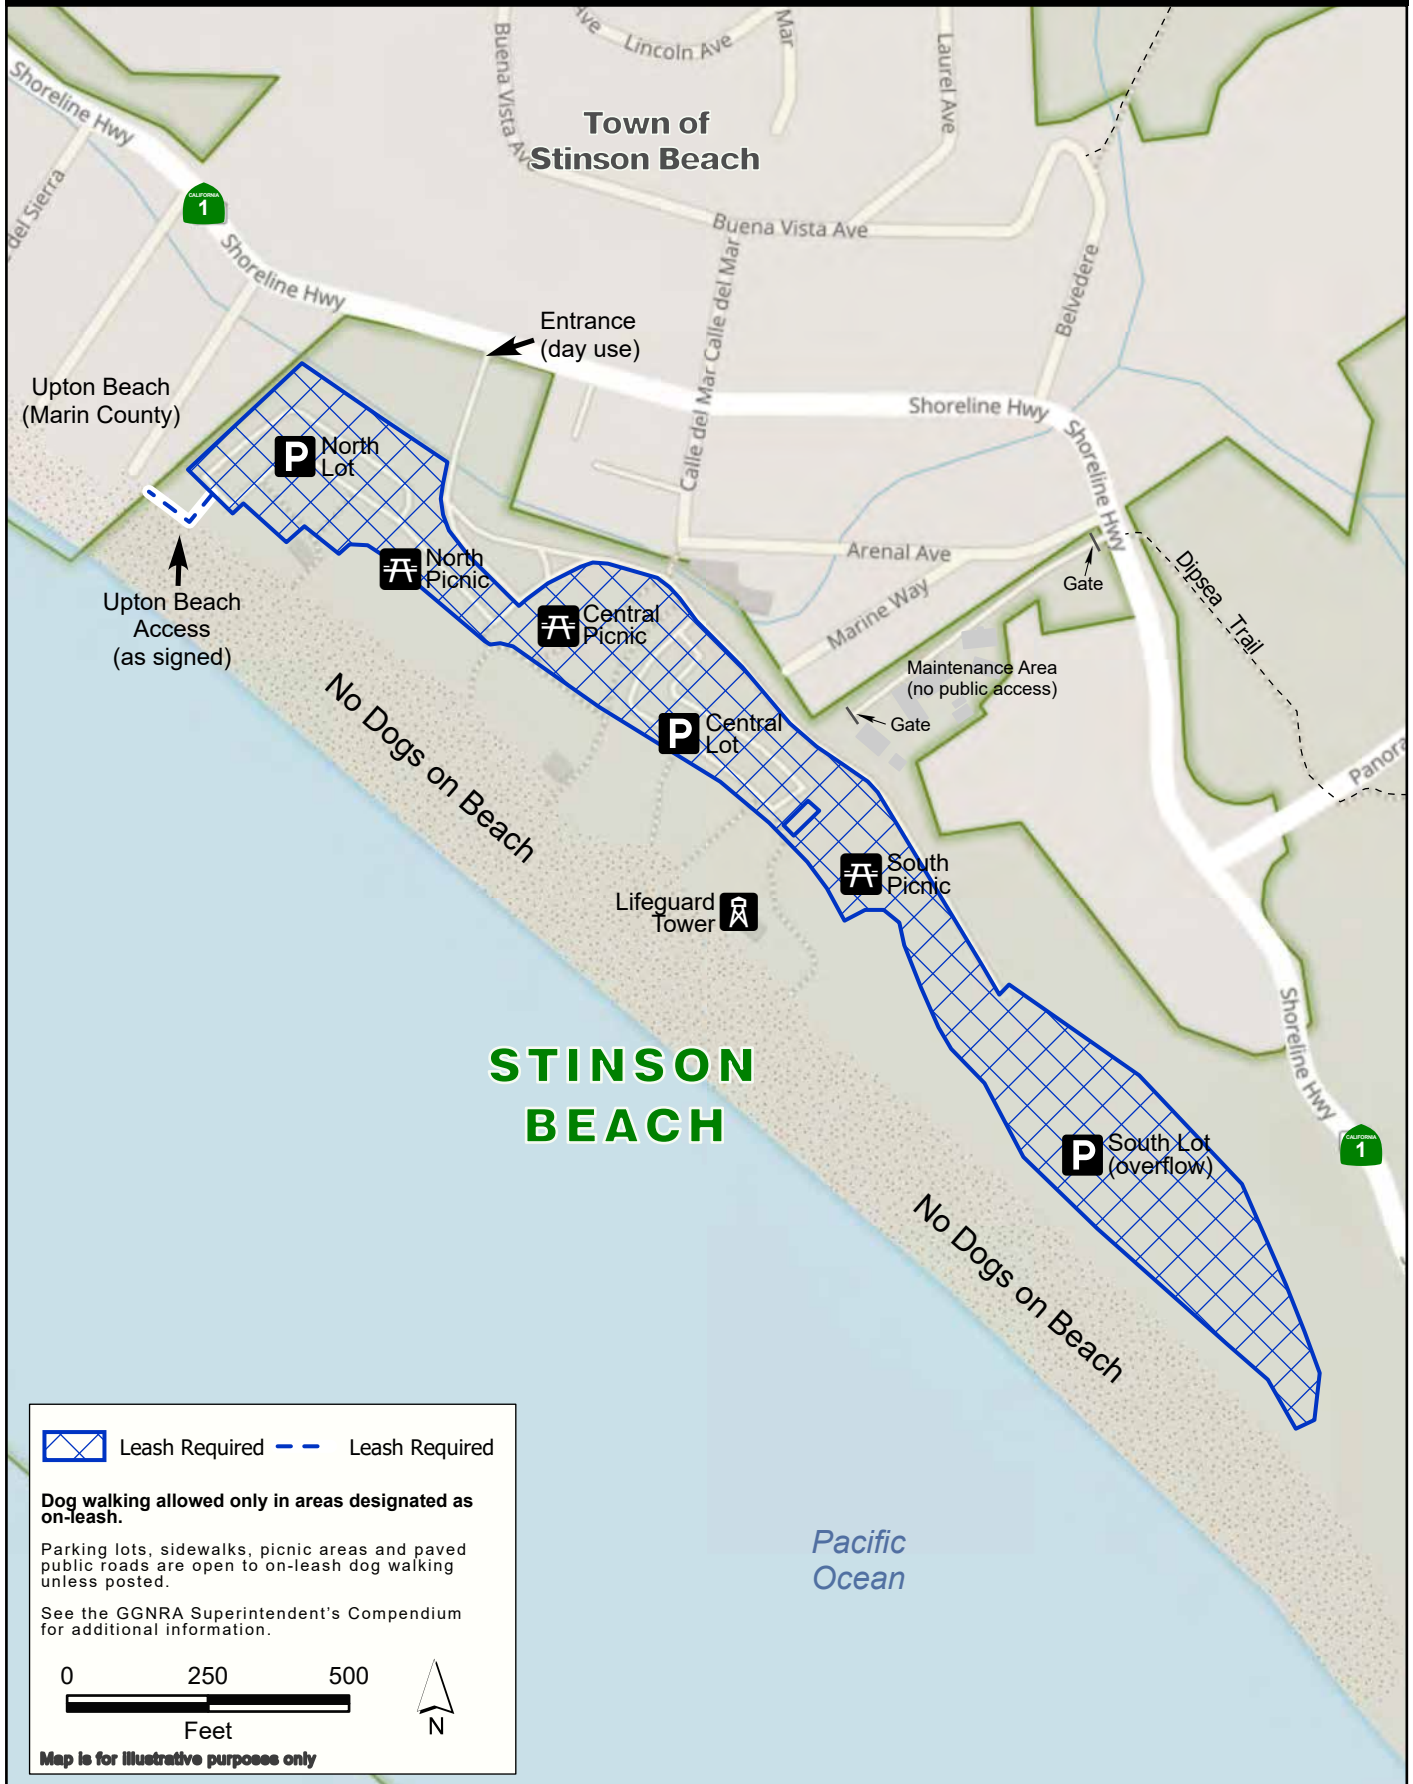 Lincoln Ave
Mar
Buena Vista Ave
Laurel Ave
Shoreline Hwy
Town of
Stinson Beach
del Sierra
CALIFORNIA
1
Buena Vista Ave
Shoreline Hwy
Calle del Mar Calle del Mar
Belvedere
Entrance
(day use)
Upton Beach
(Marin County)
Shoreline Hwy
Shoreline Hwy
North
Lot
P
Arenal Ave
North
Picnic
Gate
Dipsea Trail
Upton Beach
Access
(as signed)
Central
Picnic
Marine Way
Maintenance Area
(no public access)
No Dogs on Beach
P
Central
Lot
Gate
South
Picnic
Lifeguard
Tower
Shoreline Hwy
STINSON
BEACH
P
South Lot
(overflow)
CALIFORNIA
1
No Dogs on Beach
Pacific
Ocean
Leash Required
Leash Required
Dog walking allowed only in areas designated as
on-leash.
Parking lots, sidewalks, picnic areas and paved
public roads are open to on-leash dog walking
unless posted.
See the GGNRA Superintendent's Compendium
for additional information.
0 250 500
Feet
N
Map is for illustrative purposes only